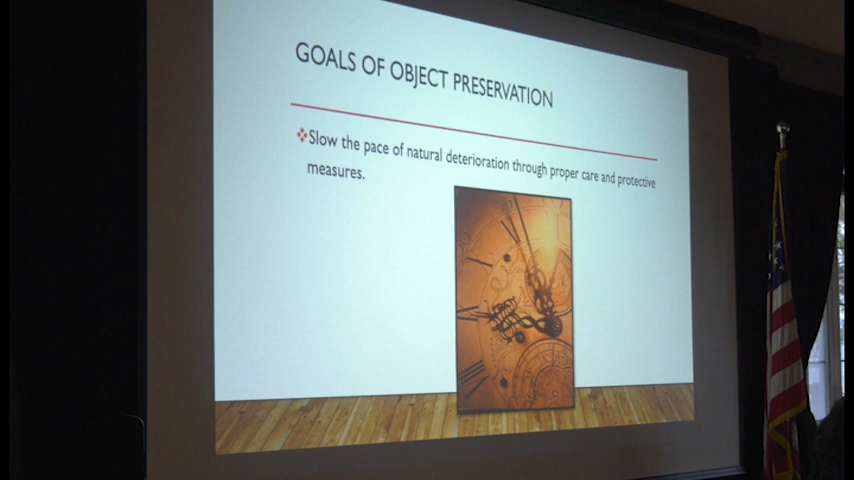 GOALS OF OBJECT PRESERVATION
Slow the pace of natural deterioration through proper care and protective
measures.